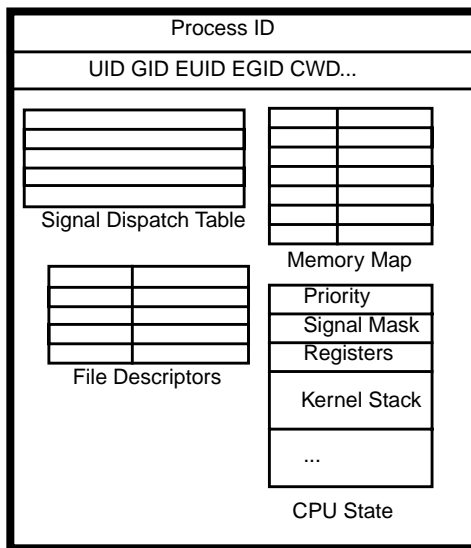 Process ID
UID GID EUID EGID CWD...
Signal Dispatch Table
Memory Map
File Descriptors
Priority
Signal Mask
Registers
Kernel Stack
...
CPU State